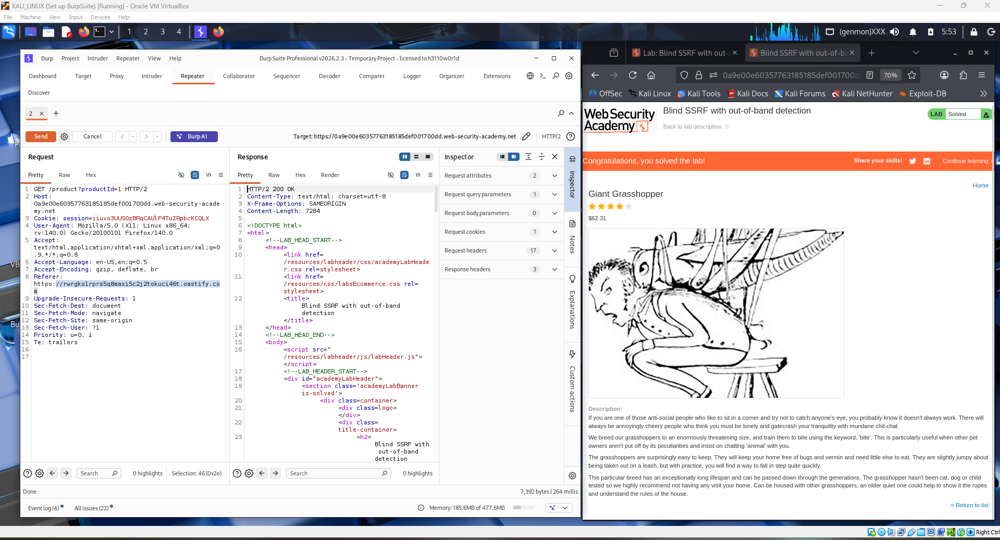 KALI_LINUX (Set up BurpSuite) [Running] - Oracle VM VirtualBox
File Machine View Input Devices Help
1 2 3 4 (genmon)XXX 5:53
Burp Project Intruder Repeater View Help
Burp Suite Professional v2026.2.3 - Temporary Project - licensed to h3110w0r1d
Dashboard Target Proxy Intruder Repeater Collaborator Sequencer Decoder Comparer Logger Organizer Extensions
Discover
2
Send Cancel Burp AI
Target: https://0a9e00e60357763185185def001700dd.web-security-academy.net HTTP/2
Request
Pretty Raw Hex \n
1 GET /product?productId=1 HTTP/2
2 Host:
0a9e00e60357763185185def001700dd.web-security-acade
my.net
3 Cookie: session=iiuvo3UUS0zBRqCAUlF4TuIRpbcKCQLX
4 User-Agent: Mozilla/5.0 (X11; Linux x86_64;
rv:140.0) Gecko/20100101 Firefox/140.0
5 Accept:
text/html,application/xhtml+xml,application/xml;q=0
.9,*/*;q=0.8
6 Accept-Language: en-US,en;q=0.5
7 Accept-Encoding: gzip, deflate, br
8 Referer:
https://rwrgko1rprs5q8maxi5c2j2tokuci46t.oastify.co
m
9 Upgrade-Insecure-Requests: 1
10 Sec-Fetch-Dest: document
11 Sec-Fetch-Mode: navigate
12 Sec-Fetch-Site: same-origin
13 Sec-Fetch-User: ?1
14 Priority: u=0, i
15 Te: trailers
16
17
Search 0 highlights Selection: 46 (0x2e)
Response
Pretty Raw Hex Render \n
1 HTTP/2 200 OK
2 Content-Type: text/html; charset=utf-8
3 X-Frame-Options: SAMEORIGIN
4 Content-Length: 7284
5
6 <!DOCTYPE html>
7 <html>
8 <!--LAB_HEAD_START-->
9 <head>
10 <link href=
/resources/labheader/css/academyLabHeade
r.css rel=stylesheet>
11 <link href=
/resources/css/labsEcommerce.css rel=
stylesheet>
12 <title>
Blind SSRF with out-of-band
detection
</title>
13 </head>
14 <!--LAB_HEAD_END-->
15 <body>
16 <script src="
/resources/labheader/js/labHeader.js">
</script>
17 <!--LAB_HEADER_START-->
18 <div id="academyLabHeader">
19 <section class='academyLabBanner
is-solved'>
20 <div class=container>
21 <div class=logo>
</div>
22 <div class=
title-container>
23 <h2>
Blind SSRF with
out-of-band
detection
Search 0 highlights
Inspector
Request attributes 2
Request query parameters 1
Request body parameters 0
Request cookies 1
Request headers 17
Response headers 3
Inspector
Notes
Explanations
Custom actions
Done
7,392 bytes | 264 millis
Event log (4) All issues (22)
Memory: 185.6MB of 477.6MB
Lab: Blind SSRF with out-
Blind SSRF with out-of-ba
0a9e00e60357763185185def001700d
70%
OffSec Kali Linux Kali Tools Kali Docs Kali Forums Kali NetHunter Exploit-DB
WebSecurity
Academy
Blind SSRF with out-of-band detection
Back to lab description
LAB Solved
Congratulations, you solved the lab!
Share your skills!
Continue learning
Home
Giant Grasshopper
$62.31
Description:
If you are one of those anti-social people who like to sit in a corner and try not to catch anyone's eye, you probably know it doesn't always work. There will
always be annoyingly cheery people who think you must be lonely and gatecrash your tranquility with mundane chit-chat.
We breed our grasshoppers to an enormously threatening size, and train them to bite using the keyword, 'bite'. This is particularly useful when other pet
owners aren't put off by its peculiarities and insist on chatting 'animal' with you.
The grasshoppers are surprisingly easy to keep. They will keep your home free of bugs and vermin and need little else to eat. They are slightly jumpy about
being taken out on a leash, but with practice, you will find a way to fall in step quite quickly.
This particular breed has an exceptionally long lifespan and can be passed down through the generations. The grasshopper hasn't been cat, dog or child
tested so we highly recommend not having any visit your home. Can be housed with other grasshoppers, an older quiet one could help to show it the ropes
and understand the rules of the house.
< Return to list
Right Ctrl